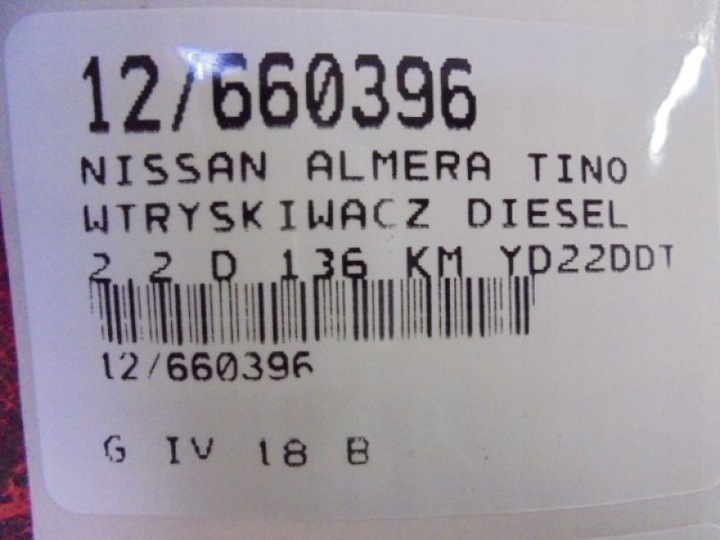 12/660396
NISSAN ALMERA TINO
WTRYSKIWACZ DIESEL
2.2 D 136 KM YD22DDT
12/660396
G IV 18 B